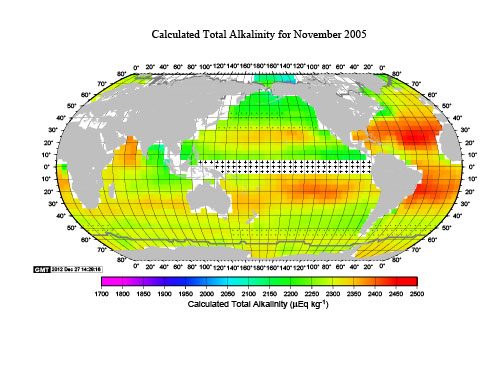 Calculated Total Alkalinity for November 2005
0° 20° 40° 60° 80° 100°120°140°160°180°160°140°120°100° 80° 60° 40° 20° 0°
80° 80°
70° 70°
60° 60°
50° 50°
40° 40°
30° 30°
20° 20°
10° 10°
0° 0°
10° 10°
20° 20°
30° 30°
40° 40°
60° 60°
80° 80°
0° 20° 40° 60° 80° 100°120°140°160°180°160°140°120°100° 80° 60° 40° 20° 0°
GMT 2012 Dec 27 14:28:16
1700 1750 1800 1850 1900 1950 2000 2050 2100 2150 2200 2250 2300 2350 2400 2450 2500
Calculated Total Alkalinity (µEq kg⁻¹)